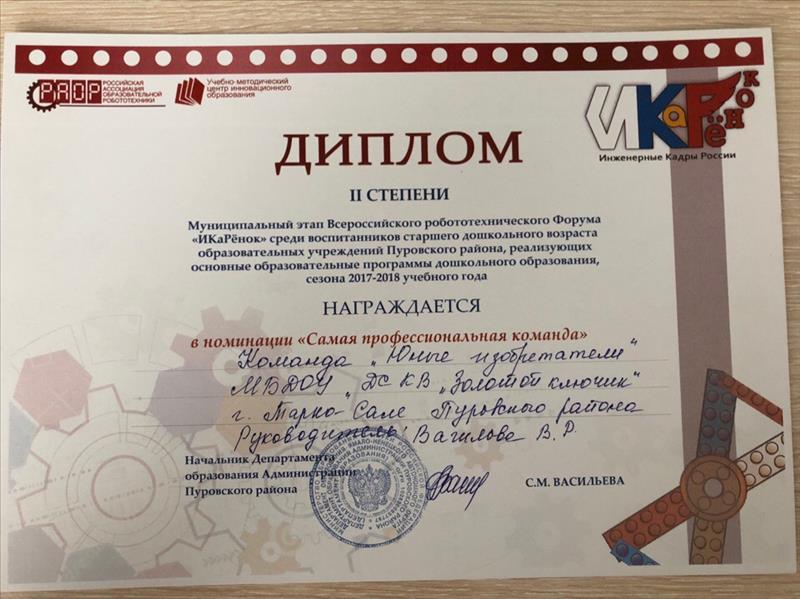 РАОР
РОССИЙСКАЯ
АССОЦИАЦИЯ
ОБРАЗОВАТЕЛЬНОЙ
РОБОТОТЕХНИКИ
Учебно-методический
центр инновационного
образования
ИКаРёнок
Инженерные Кадры России
ДИПЛОМ
II СТЕПЕНИ
Муниципальный этап Всероссийского робототехнического Форума
«ИКаРёнок» среди воспитанников старшего дошкольного возраста
образовательных учреждений Пуровского района, реализующих
основные образовательные программы дошкольного образования,
сезона 2017-2018 учебного года
НАГРАЖДАЕТСЯ
в номинации «Самая профессиональная команда»
Команда „Юные изобретатели"
МБДОУ „ДС КВ „Золотой ключик"
г. Тарко-Сале Пуровского района
Руководитель: Вагилова В.Р.
Начальник Департамента
образования Администрации
Пуровского района
С.М. ВАСИЛЬЕВА